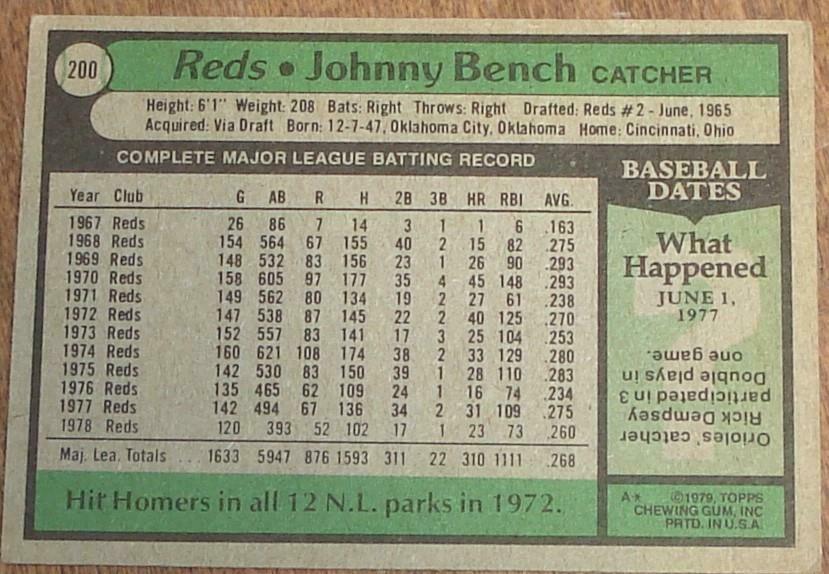 200
Reds • Johnny Bench CATCHER
Height: 6'1" Weight: 208 Bats: Right Throws: Right Drafted: Reds #2 - June, 1965
Acquired: Via Draft Born: 12-7-47, Oklahoma City, Oklahoma Home: Cincinnati, Ohio
COMPLETE MAJOR LEAGUE BATTING RECORD
Year Club G AB R H 2B 3B HR RBI AVG.
1967 Reds 26 86 7 14 3 1 1 6 .163
1968 Reds 154 564 67 155 40 2 15 82 .275
1969 Reds 148 532 83 156 23 1 26 90 .293
1970 Reds 158 605 97 177 35 4 45 148 .293
1971 Reds 149 562 80 134 19 2 27 61 .238
1972 Reds 147 538 87 145 22 2 40 125 .270
1973 Reds 152 557 83 141 17 3 25 104 .253
1974 Reds 160 621 108 174 38 2 33 129 .280
1975 Reds 142 530 83 150 39 1 28 110 .283
1976 Reds 135 465 62 109 24 1 16 74 .234
1977 Reds 142 494 67 136 34 2 31 109 .275
1978 Reds 120 393 52 102 17 1 23 73 .260
Maj. Lea. Totals ... 1633 5947 876 1593 311 22 310 1111 .268
Hit Homers in all 12 N.L. parks in 1972.
BASEBALL
DATES
What
Happened
JUNE 1,
1977
Orioles' catcher
Rick Dempsey
participated in 3
Double plays in
one game.
A* ©1979, TOPPS
CHEWING GUM, INC
PRTD. IN U.S.A.